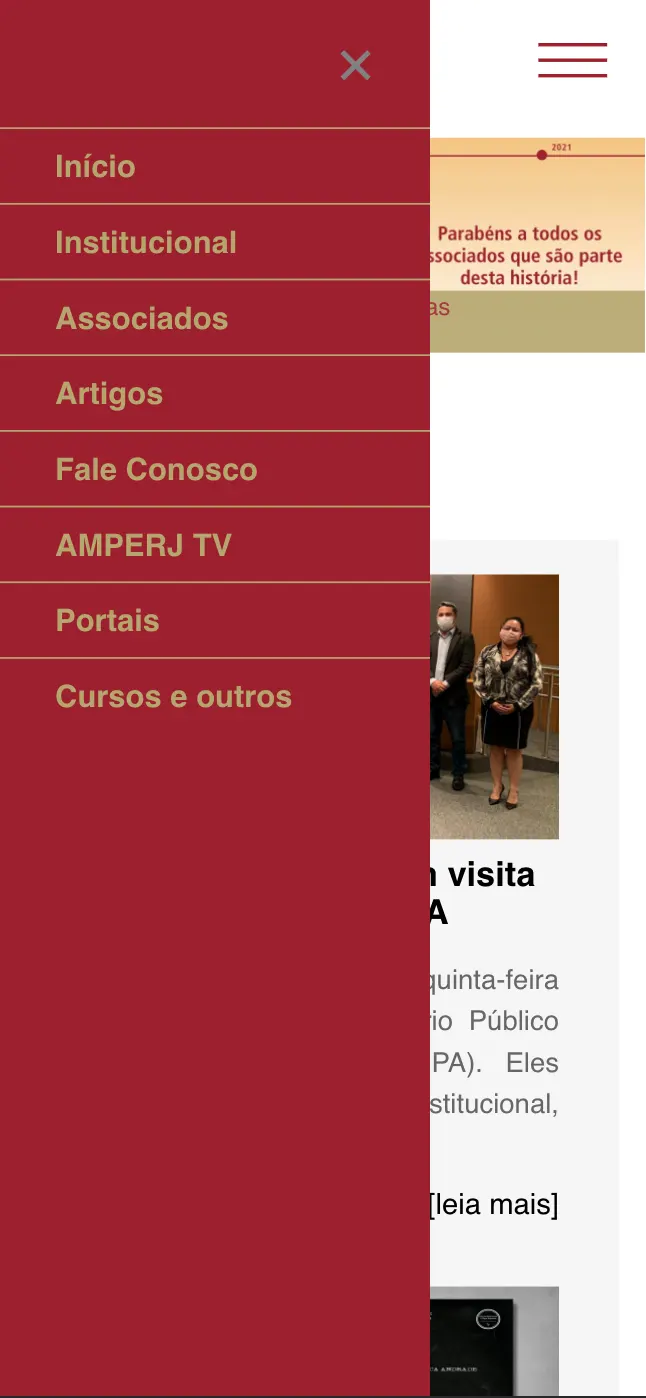 Início
Institucional
Associados
Artigos
Fale Conosco
AMPERJ TV
Portais
Cursos e outros
2021
Parabéns a todos os
ssociados que são parte
desta história!
as
visita
A
quinta-feira
io Público
PA). Eles
stitucional,
[leia mais]